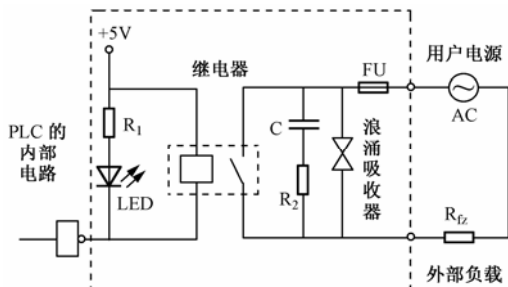 +5V
继电器
FU
用户电源
AC
PLC 的
内部
电路
R1
LED
C
R2
浪涌吸收器
Rfz
外部负载